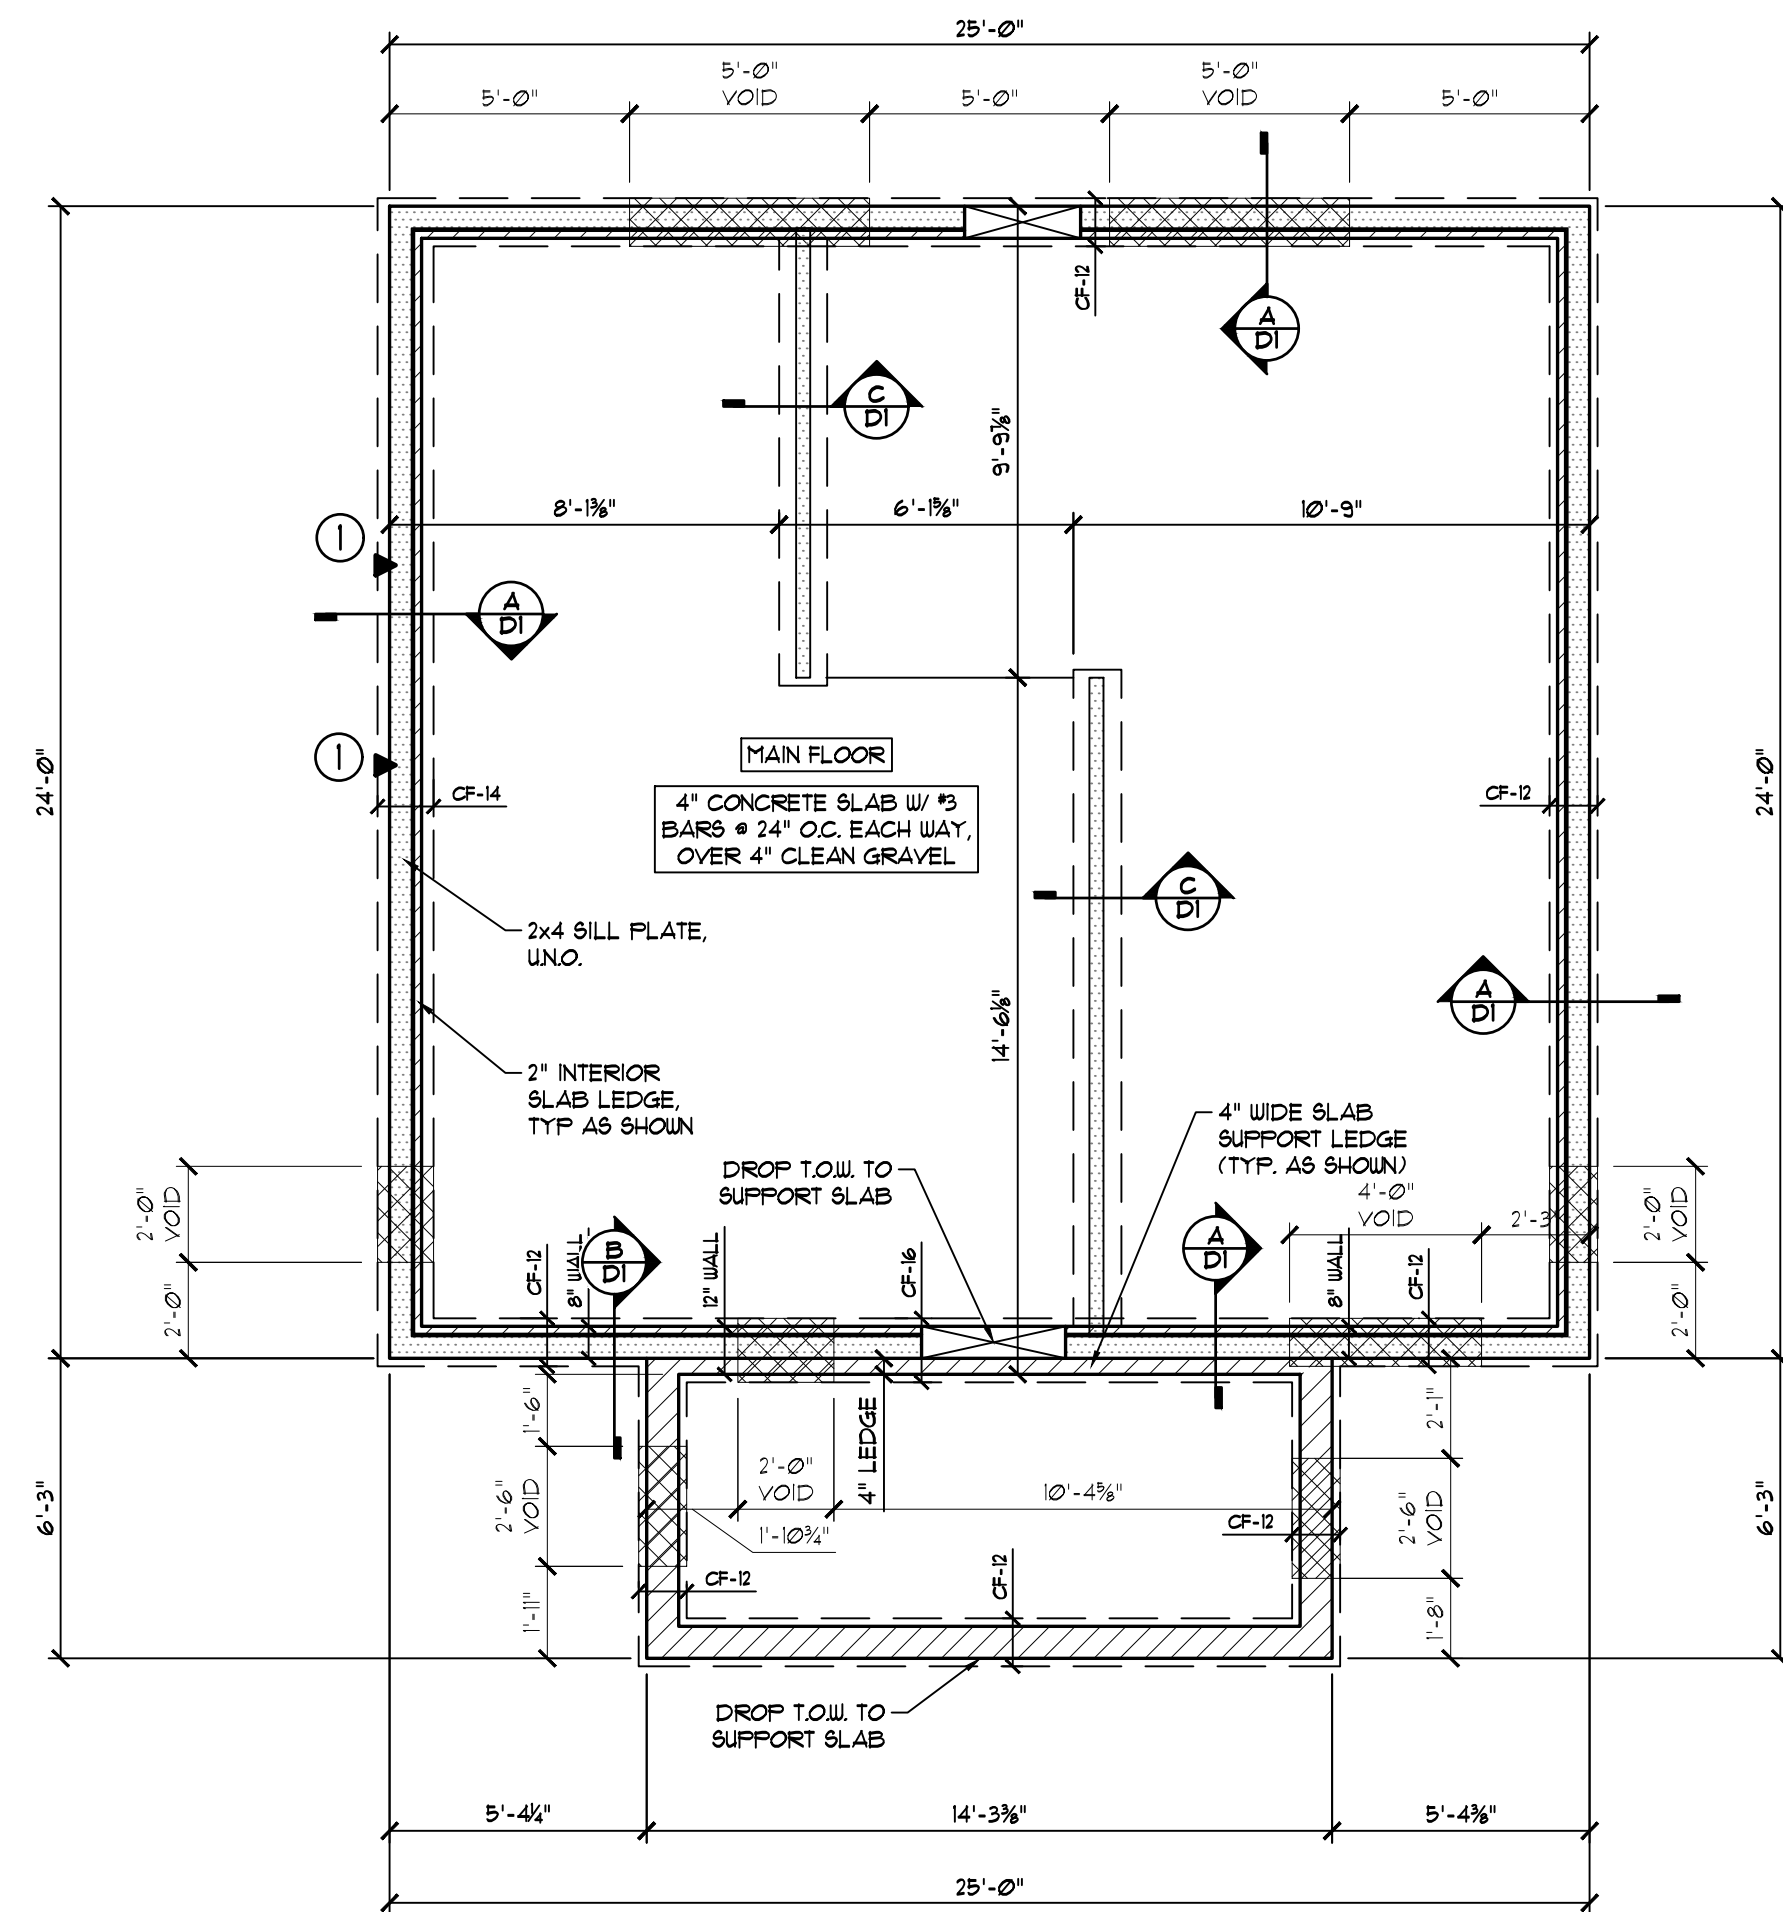 25'-0"
5'-0"
5'-0"
VOID
5'-0"
5'-0"
VOID
5'-0"
CF-12
A
D1
C
D1
9'-9⅞"
8'-1⅜"
6'-1⅝"
10'-9"
1
A
D1
1
MAIN FLOOR
24'-0"
24'-0"
CF-14
4" CONCRETE SLAB W/ #3
BARS @ 24" O.C. EACH WAY,
OVER 4" CLEAN GRAVEL
CF-12
C
D1
2x4 SILL PLATE,
U.N.O.
A
D1
14'-6⅛"
2" INTERIOR
SLAB LEDGE,
TYP AS SHOWN
4" WIDE SLAB
SUPPORT LEDGE
(TYP. AS SHOWN)
DROP T.O.W. TO
SUPPORT SLAB
2'-0"
VOID
4'-0"
VOID
2'-3
2'-0"
VOID
B
D1
A
D1
CF-12
8" WALL
12" WALL
CF-16
8" WALL
CF-12
2'-0"
2'-0"
1'-6"
4" LEDGE
2'-1"
2'-0"
VOID
10'-4⅝"
6'-3"
2'-6"
VOID
1'-10¾"
CF-12
2'-6"
VOID
6'-3"
CF-12
CF-12
1'-11"
1'-8"
DROP T.O.W. TO
SUPPORT SLAB
5'-4¼"
14'-3⅜"
5'-4⅜"
25'-0"